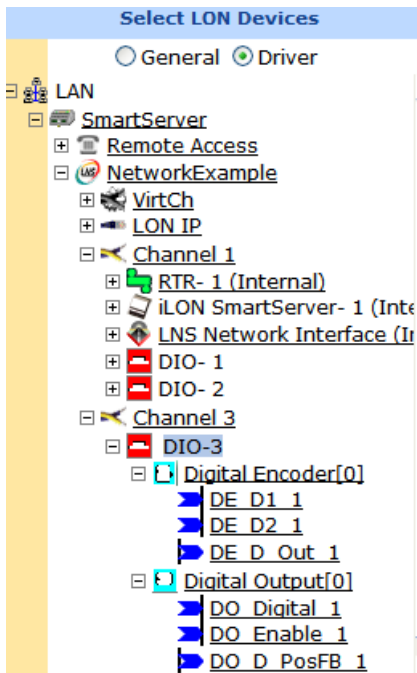 Select LON Devices
General Driver
LAN
SmartServer
Remote Access
LNS
NetworkExample
VirtCh
LON IP
Channel 1
RTR- 1 (Internal)
iLON SmartServer- 1 (Inte
LNS Network Interface (I
DIO- 1
DIO- 2
Channel 3
DIO-3
Digital Encoder[0]
DE_D1_1
DE_D2_1
DE_D_Out_1
Digital Output[0]
DO_Digital_1
DO_Enable_1
DO_D_PosFB_1